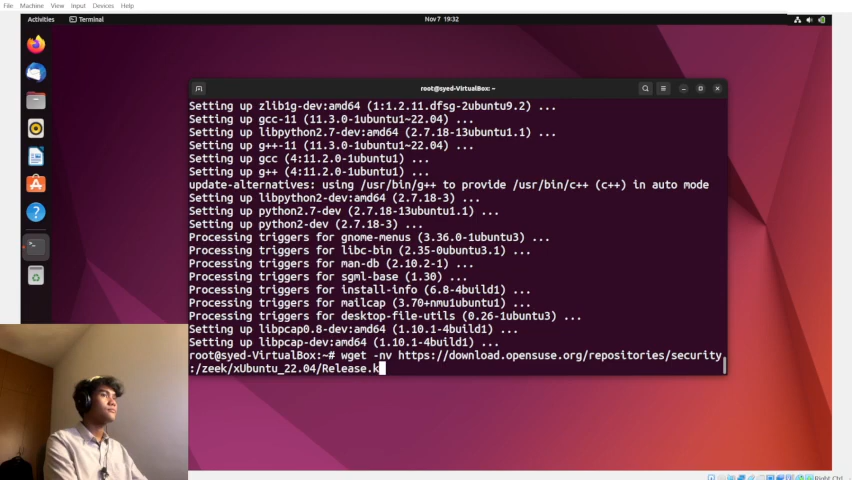 File Machine View Input Devices Help
Activities Terminal Nov 7 19:32
root@syed-VirtualBox: ~
Setting up zlib1g-dev:amd64 (1:1.2.11.dfsg-2ubuntu9.2) ...
Setting up gcc-11 (11.3.0-1ubuntu1~22.04) ...
Setting up libpython2.7-dev:amd64 (2.7.18-13ubuntu1.1) ...
Setting up g++-11 (11.3.0-1ubuntu1~22.04) ...
Setting up gcc (4:11.2.0-1ubuntu1) ...
Setting up g++ (4:11.2.0-1ubuntu1) ...
update-alternatives: using /usr/bin/g++ to provide /usr/bin/c++ (c++) in auto mode
Setting up libpython2-dev:amd64 (2.7.18-3) ...
Setting up python2.7-dev (2.7.18-13ubuntu1.1) ...
Setting up python2-dev (2.7.18-3) ...
Processing triggers for gnome-menus (3.36.0-1ubuntu3) ...
Processing triggers for libc-bin (2.35-0ubuntu3.1) ...
Processing triggers for man-db (2.10.2-1) ...
Processing triggers for sgml-base (1.30) ...
Processing triggers for install-info (6.8-4build1) ...
Processing triggers for mailcap (3.70+nmu1ubuntu1) ...
Processing triggers for desktop-file-utils (0.26-1ubuntu3) ...
Setting up libpcap0.8-dev:amd64 (1.10.1-4build1) ...
Setting up libpcap-dev:amd64 (1.10.1-4build1) ...
root@syed-VirtualBox:~# wget -nv https://download.opensuse.org/repositories/security
:/zeek/xUbuntu_22.04/Release.k
Right Ctrl